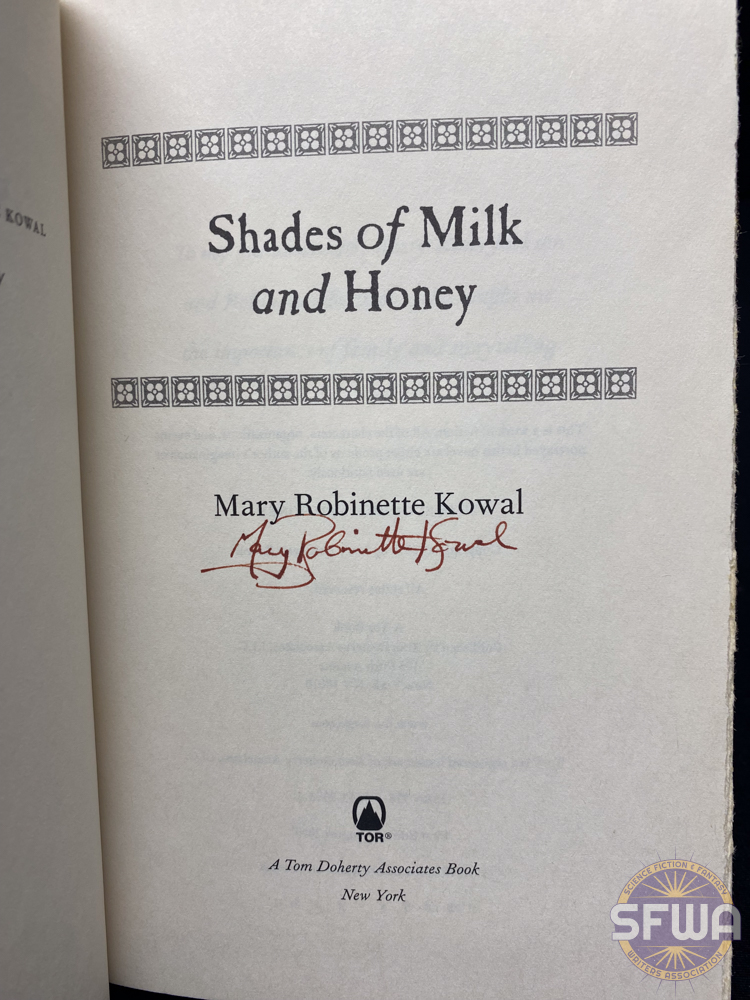 KOWAL
Shades of Milk
and Honey
Mary Robinette Kowal
Mary Robinette Kowal
TOR®
A Tom Doherty Associates Book
New York
SCIENCE FICTION & FANTASY
SFWA
WRITERS ASSOCIATION